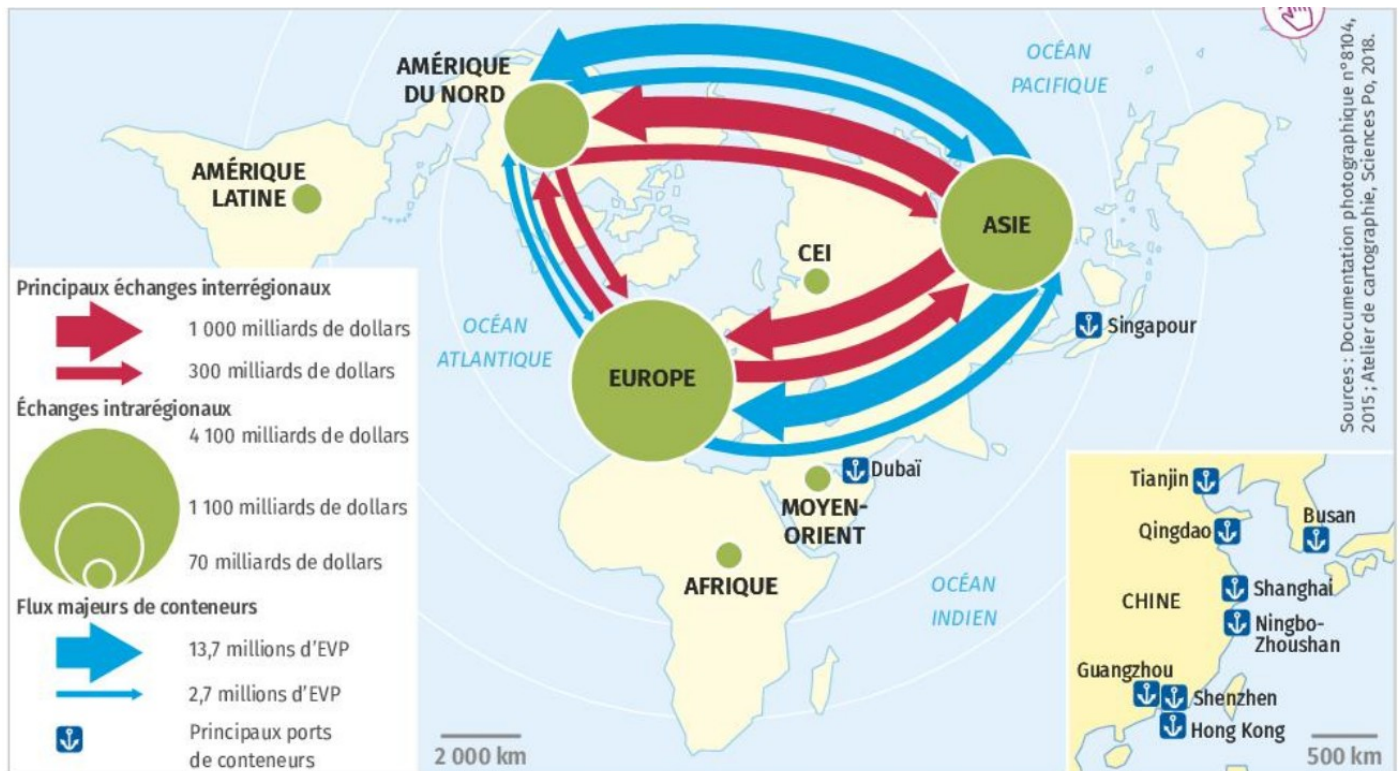 AMÉRIQUE
DU NORD
OCÉAN
PACIFIQUE
AMÉRIQUE
LATINE
ASIE
CEI
OCÉAN
ATLANTIQUE
Singapour
EUROPE
Dubaï
MOYEN-
ORIENT
AFRIQUE
OCÉAN
INDIEN
2 000 km
Principaux échanges interrégionaux
1 000 milliards de dollars
300 milliards de dollars
Échanges intrarégionaux
4 100 milliards de dollars
1 100 milliards de dollars
70 milliards de dollars
Flux majeurs de conteneurs
13,7 millions d'EVP
2,7 millions d'EVP
Principaux ports
de conteneurs
Tianjin
Qingdao
Busan
CHINE
Shanghai
Ningbo-
Zhoushan
Guangzhou
Shenzhen
Hong Kong
500 km
Sources : Documentation photographique n°8104,
2015 ; Atelier de cartographie, Sciences Po, 2018.